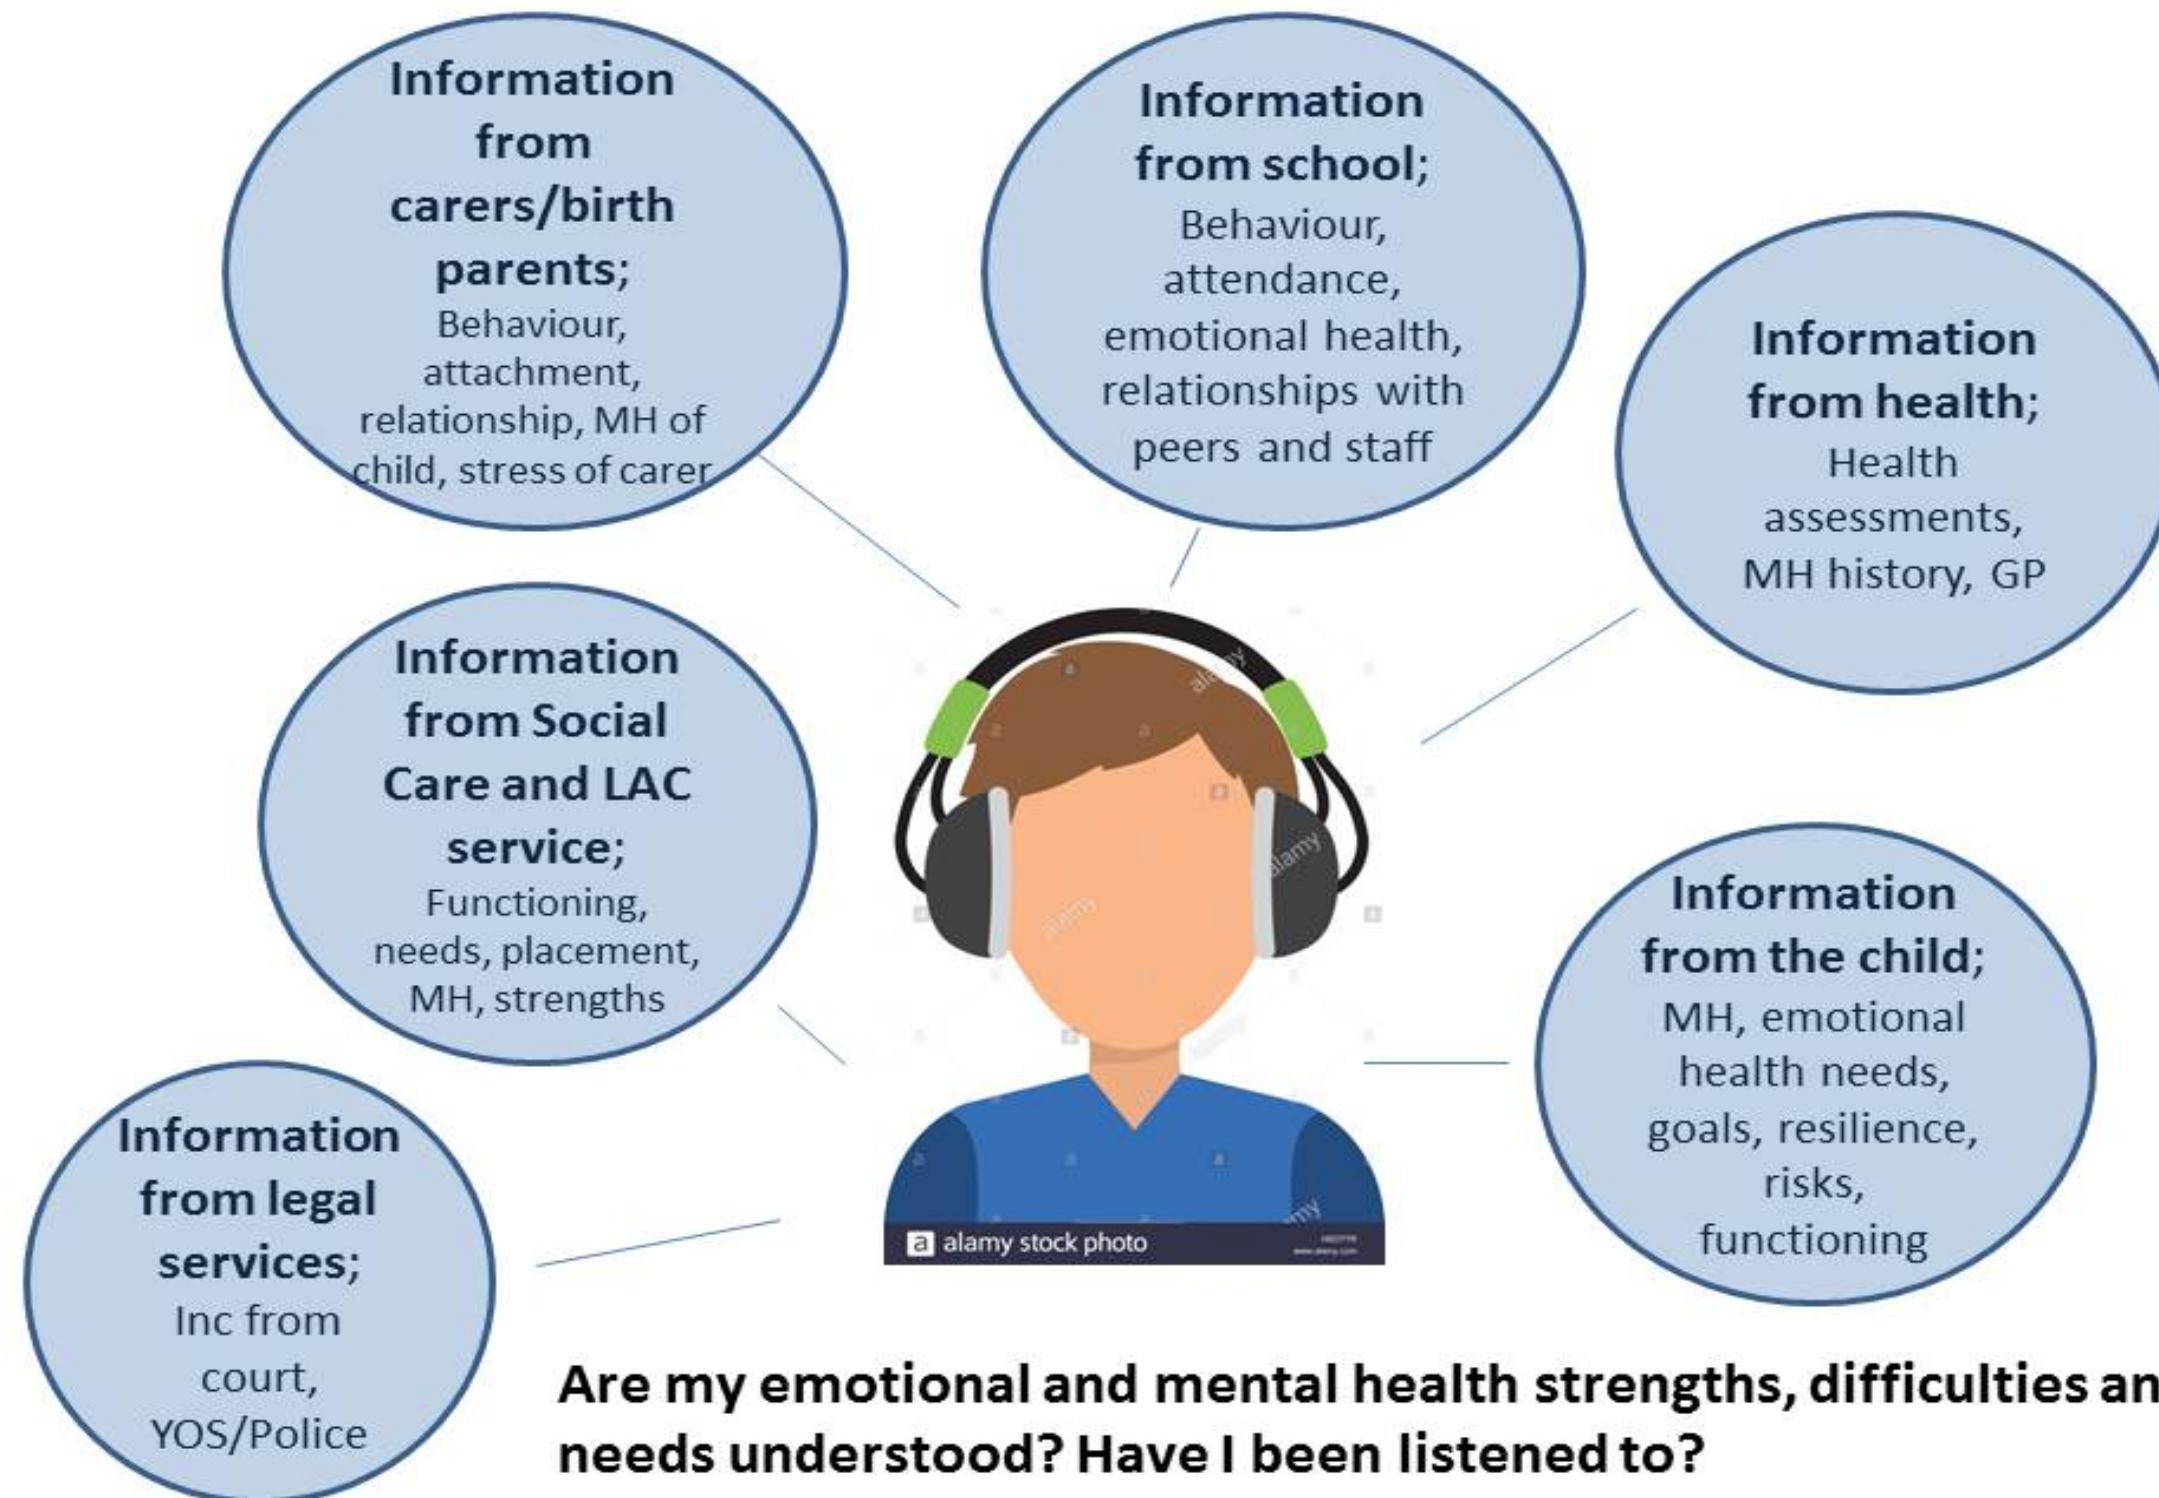 Information
from
carers/birth
parents;
Behaviour,
attachment,
relationship, MH of
child, stress of carer
Information
from school;
Behaviour,
attendance,
emotional health,
relationships with
peers and staff
Information
from health;
Health
assessments,
MH history, GP
Information
from Social
Care and LAC
service;
Functioning,
needs, placement,
MH, strengths
Information
from the child;
MH, emotional
health needs,
goals, resilience,
risks,
functioning
Information
from legal
services;
Inc from
court,
YOS/Police
alamy
alamy
alamy
a alamy stock photo
Are my emotional and mental health strengths, difficulties an
needs understood? Have I been listened to?